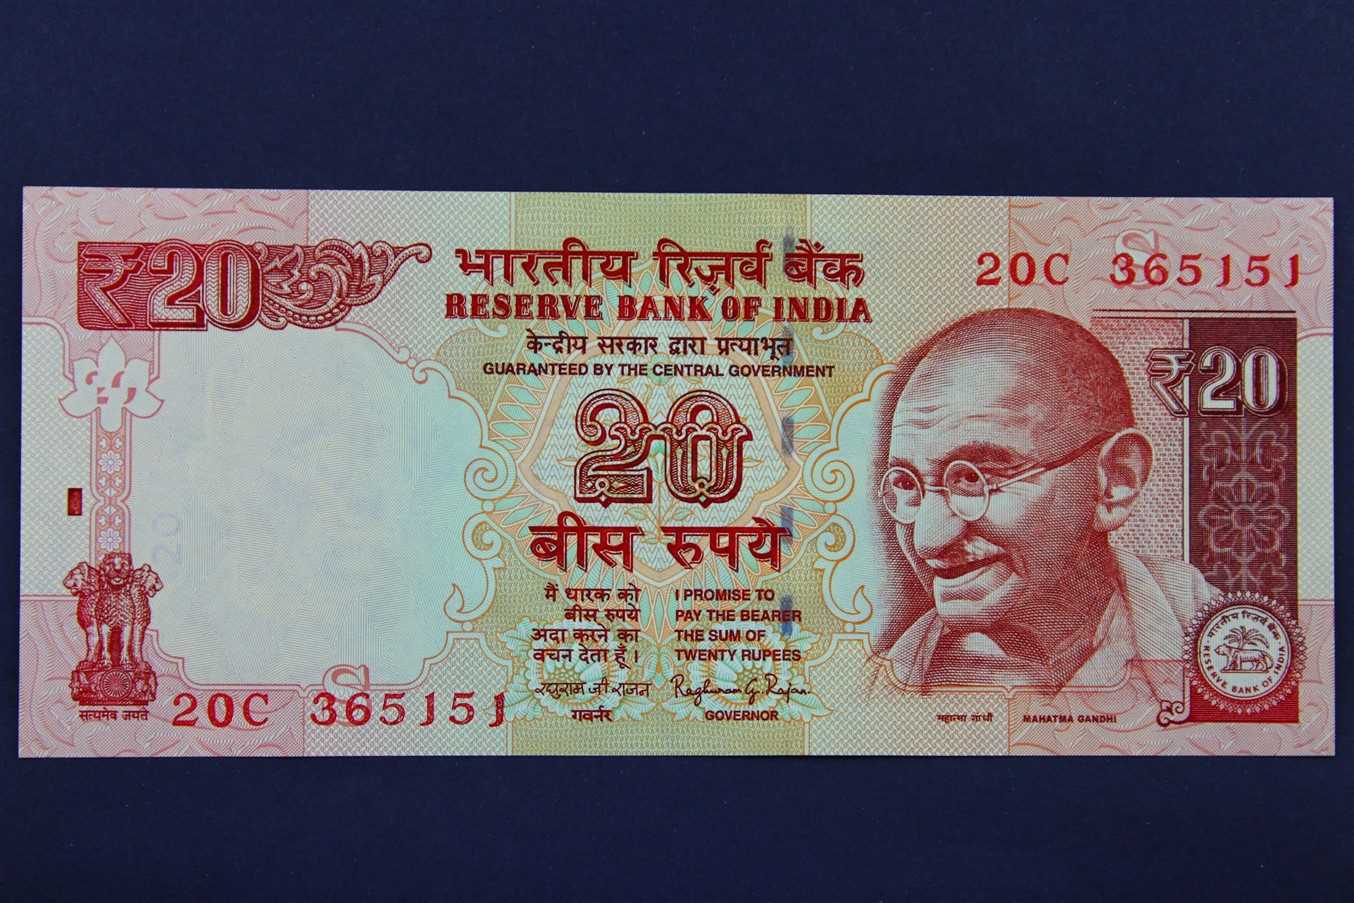 ₹20
भारतीय रिज़र्व बैंक
RESERVE BANK OF INDIA
केन्द्रीय सरकार द्वारा प्रत्याभूत
GUARANTEED BY THE CENTRAL GOVERNMENT
20C 365151
₹20
20
बीस रुपये
मैं धारक को
बीस रुपये
अदा करने का
वचन देता हूँ।
I PROMISE TO
PAY THE BEARER
THE SUM OF
TWENTY RUPEES
रघुराम जी राजन
गवर्नर
Raghuram G. Rajan
GOVERNOR
सत्यमेव जयते
20C 365151
S
S
20
महात्मा गांधी
MAHATMA GANDHI
भारतीय रिज़र्व बैंक
RESERVE BANK OF INDIA